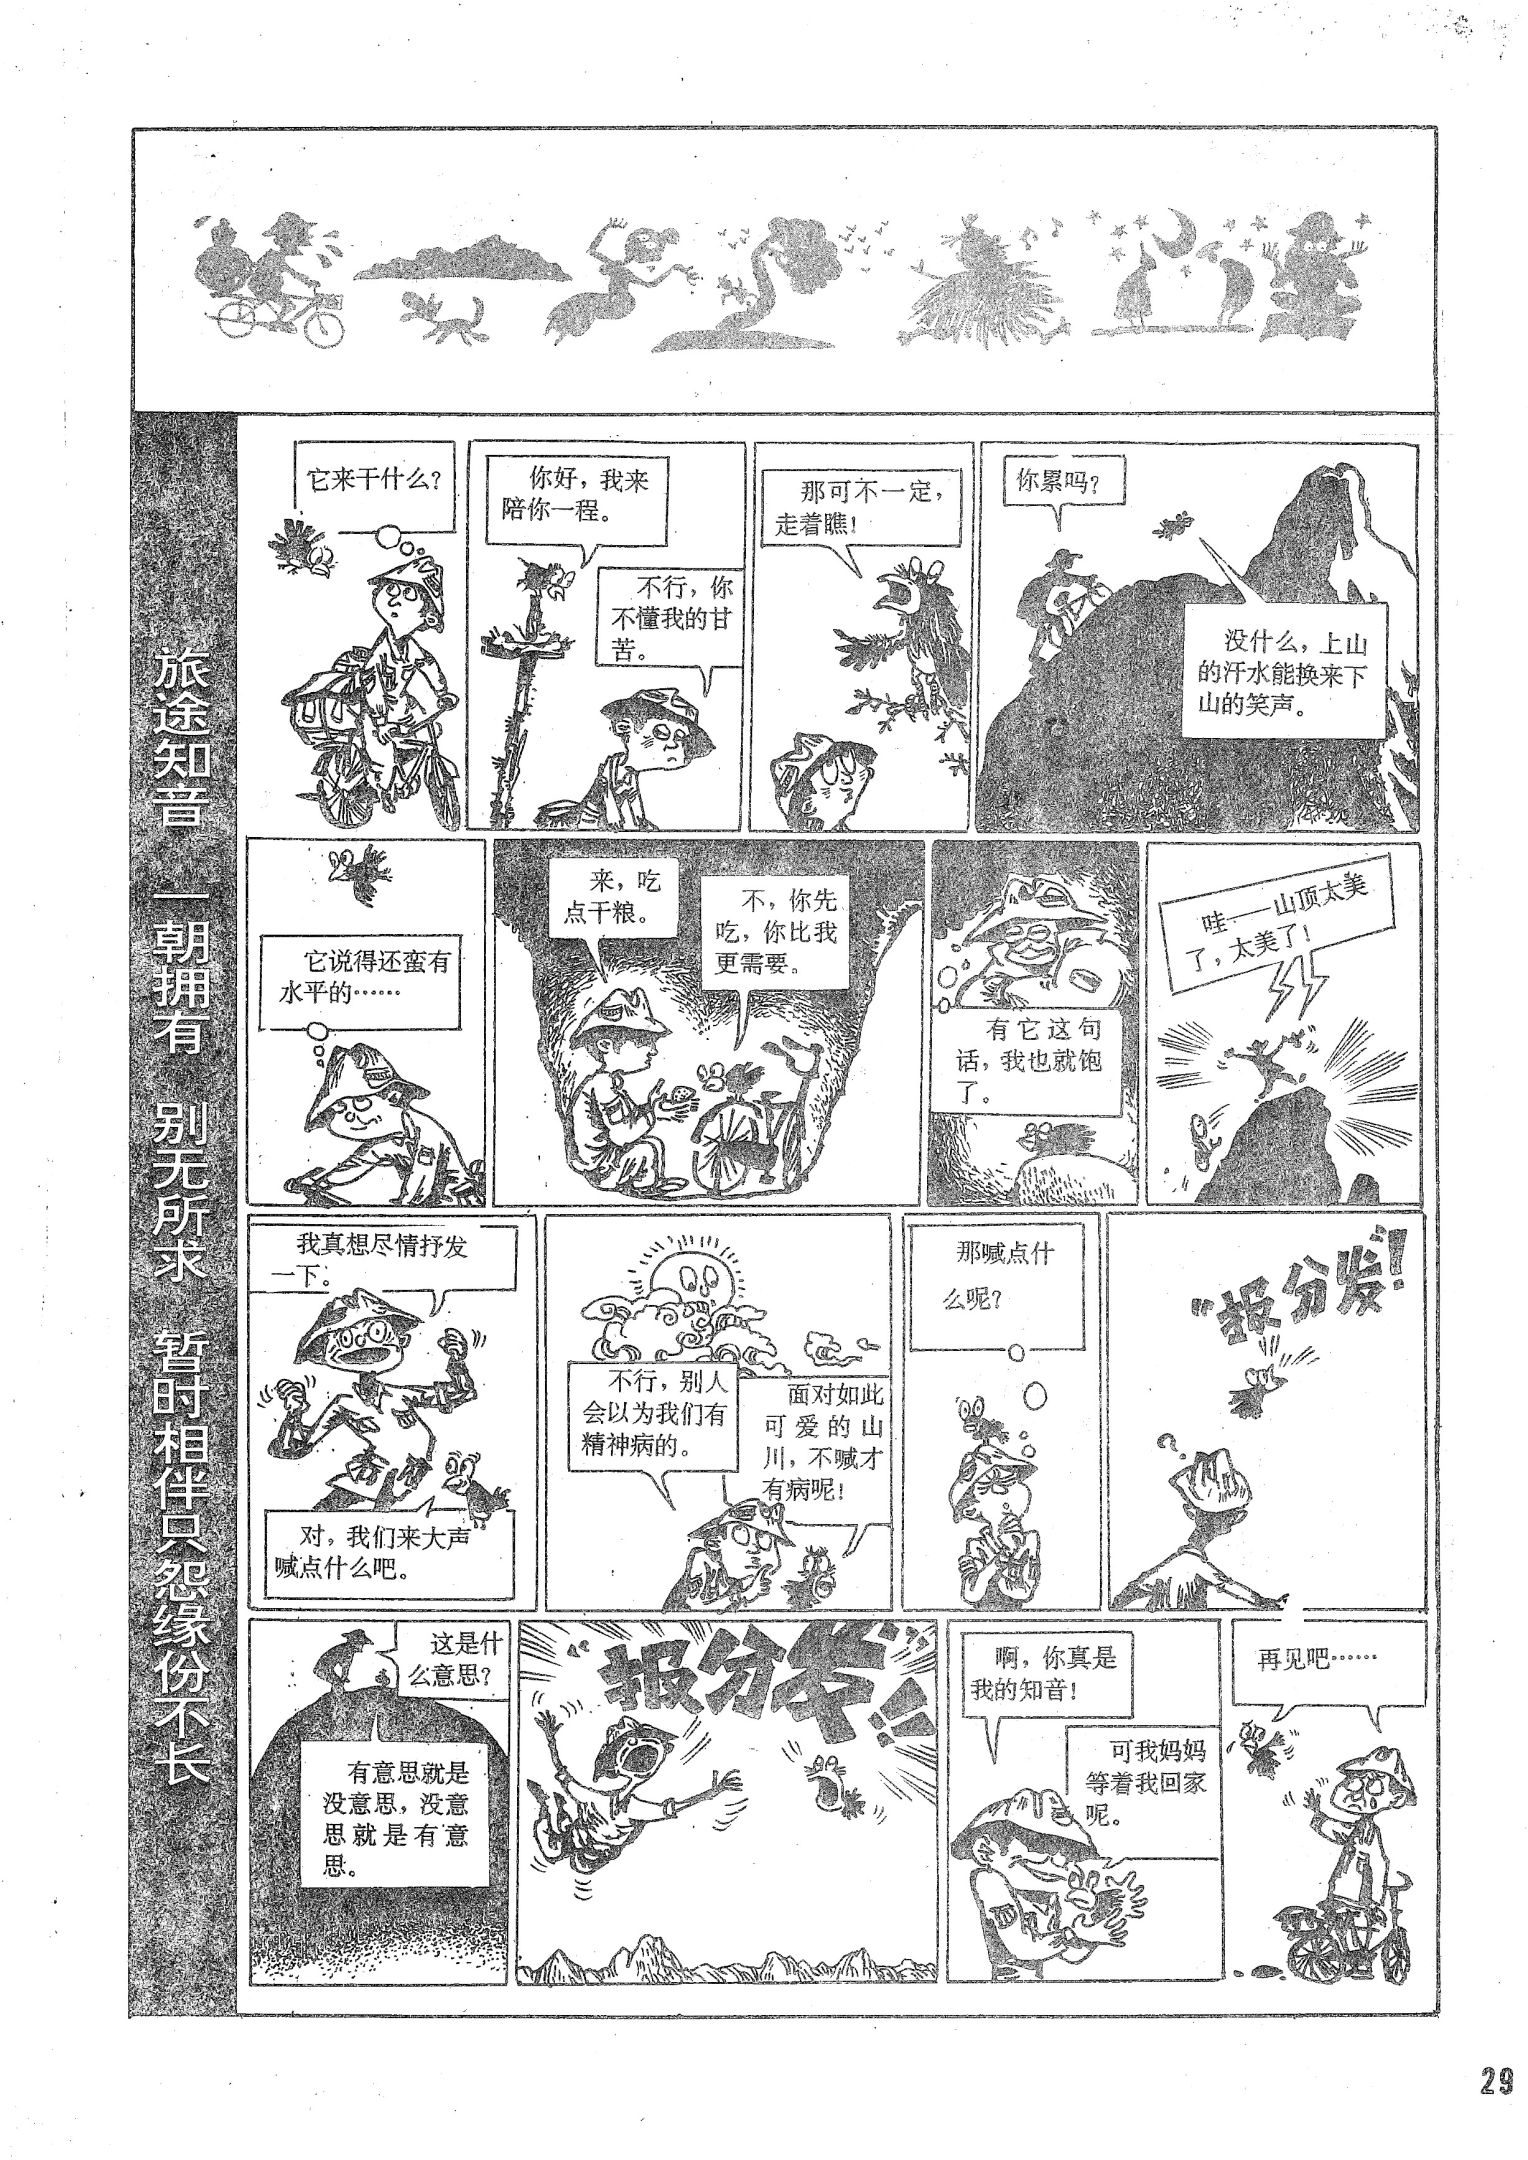 旅途知音 一朝拥有 别无所求 暂时相伴只怨缘份不长
它来干什么?
你好，我来
陪你一程。
不行，你
不懂我的甘
苦。
那可不一定，
走着瞧!
你累吗?
没什么，上山
的汗水能换来下
山的笑声。
它说得还蛮有
水平的……
来，吃
点干粮。
不，你先
吃，你比我
更需要。
有它这句
话，我也就饱
了。
哇——山顶太美
了，太美了!
我真想尽情抒发
一下。
对，我们来大声
喊点什么吧。
不行，别人
会以为我们有
精神病的。
面对如此
可爱的山
川，不喊才
有病呢!
那喊点什
么呢?
“报分发!
这是什
么意思?
有意思就是
没意思，没意
思就是有意
思。
“报分发!!
啊，你真是
我的知音!
可我妈妈
等着我回家
呢。
再见吧……
29